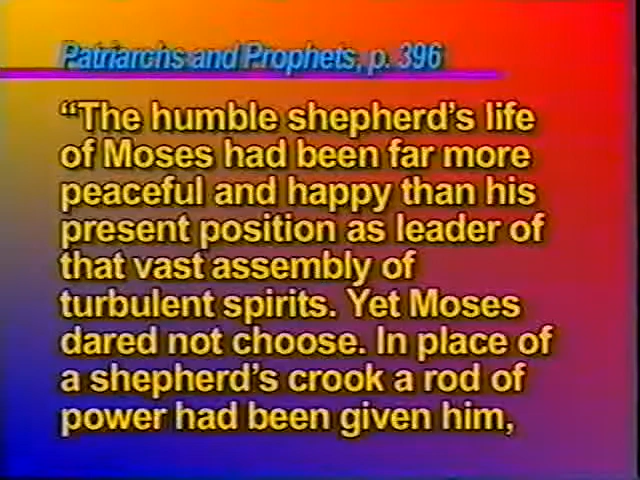 Patriarchs and Prophets, p. 396
“The humble shepherd’s life
of Moses had been far more
peaceful and happy than his
present position as leader of
that vast assembly of
turbulent spirits. Yet Moses
dared not choose. In place of
a shepherd’s crook a rod of
power had been given him,